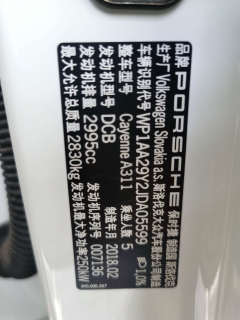 品牌 PORSCHE 保时捷 制造国 斯洛伐克
生产厂 Volkswagen Slovakia a.s. 斯洛伐克大众汽车股份公司制造
车辆识别代号 WP1AA29Y2JDA05599
整车型号 Cayenne A311 乘坐人数 5
发动机型号 DCB 制造年月 2018.02
发动机排量 2995cc 发动机序列号 007136
最大允许总质量 2830kg 发动机最大净功率 250KW